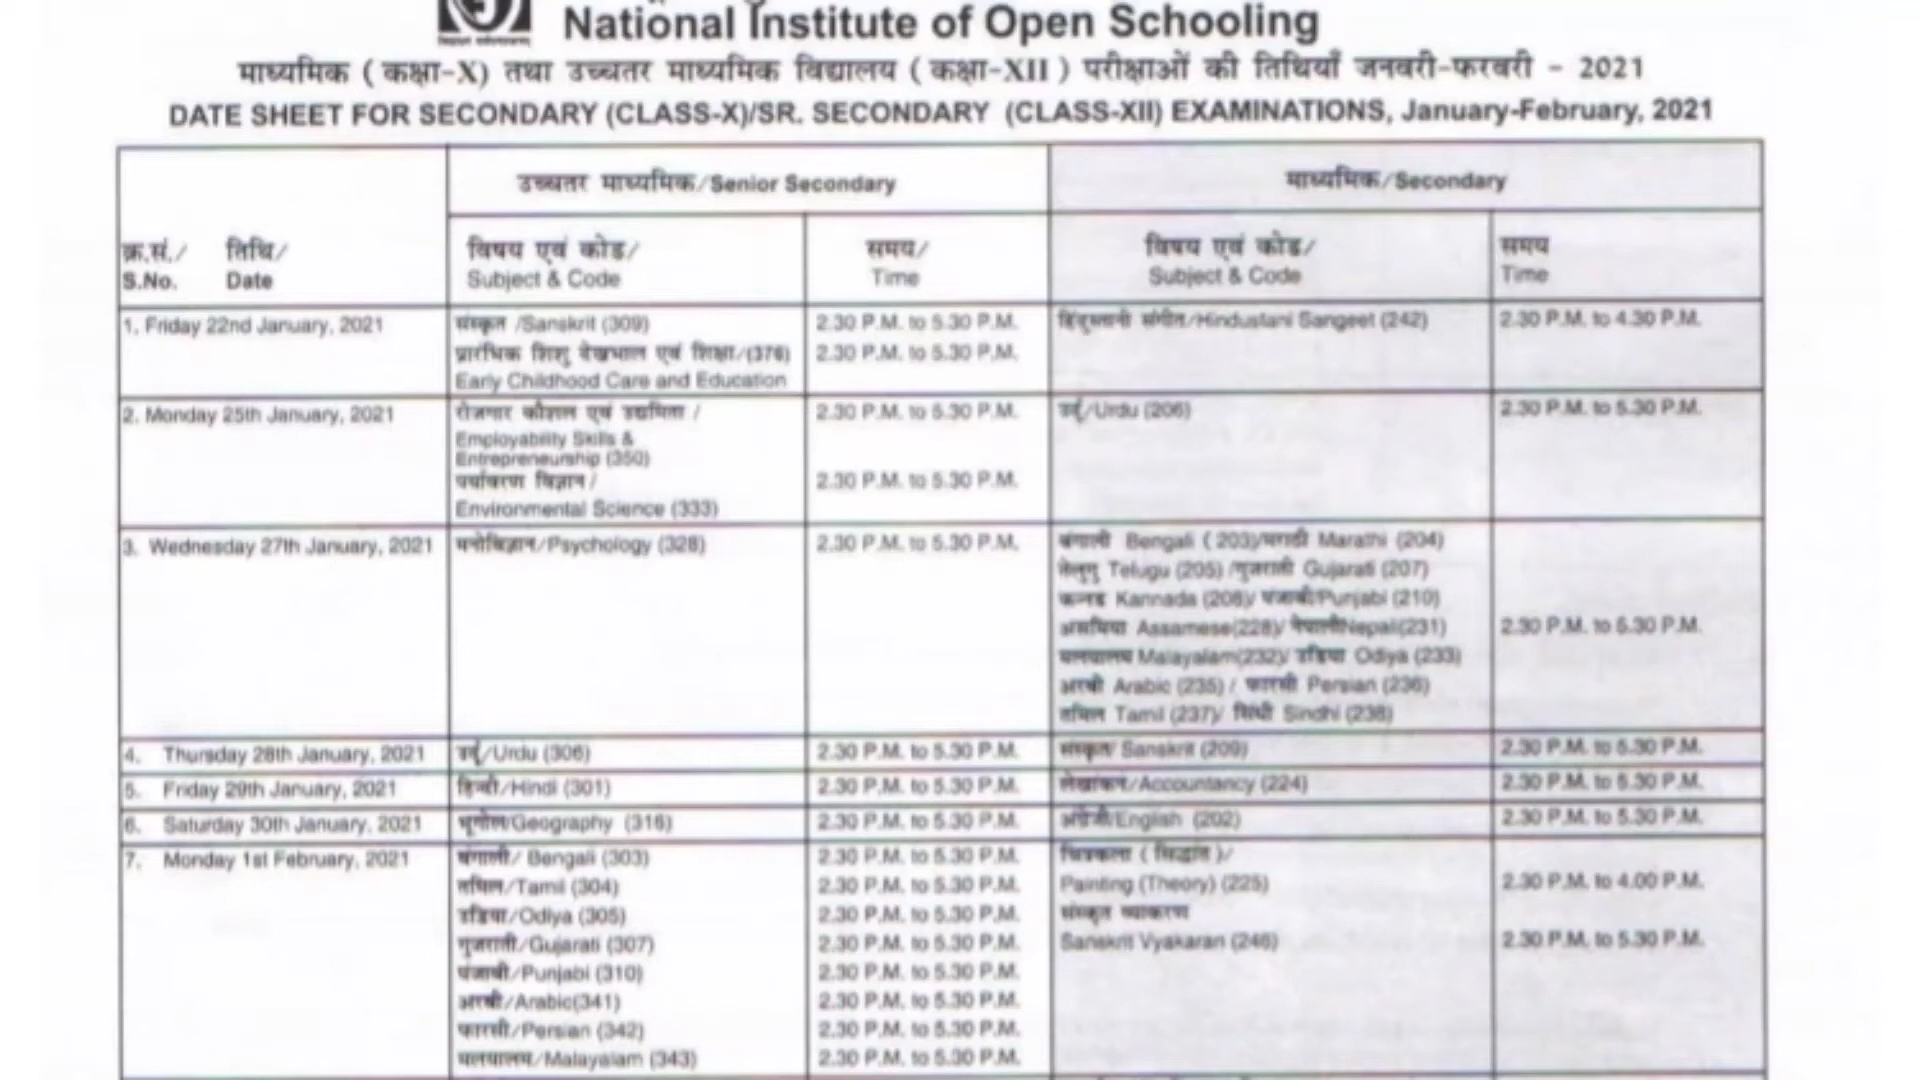 National Institute of Open Schooling
माध्यमिक ( कक्षा-X) तथा उच्चतर माध्यमिक विद्यालय ( कक्षा-XII ) परीक्षाओं की तिथियाँ जनवरी-फरवरी - 2021
DATE SHEET FOR SECONDARY (CLASS-X)/SR. SECONDARY (CLASS-XII) EXAMINATIONS, January-February, 2021
उच्चतर माध्यमिक/Senior Secondary माध्यमिक/Secondary
क्र.सं./ तिथि/ विषय एवं कोड/ समय/ विषय एवं कोड/ समय
S.No. Date Subject & Code Time Subject & Code Time
1. Friday 22nd January, 2021 संस्कृत /Sanskrit (309) 2.30 P.M. to 5.30 P.M. हिंदुस्तानी संगीत/Hindustani Sangeet (242) 2.30 P.M. to 4.30 P.M.
प्रारंभिक शिशु देखभाल एवं शिक्षा/(376) 2.30 P.M. to 5.30 P.M.
Early Childhood Care and Education
2. Monday 25th January, 2021 रोजगार कौशल एवं उद्यमिता / 2.30 P.M. to 5.30 P.M. उर्दू/Urdu (206) 2.30 P.M. to 5.30 P.M.
Employability Skills &
Entrepreneurship (350)
पर्यावरण विज्ञान / 2.30 P.M. to 5.30 P.M.
Environmental Science (333)
3. Wednesday 27th January, 2021 मनोविज्ञान/Psychology (328) 2.30 P.M. to 5.30 P.M. बंगाली Bengali ( 203)/मराठी Marathi (204)
तेलुगु Telugu (205) /गुजराती Gujarati (207)
कन्नड Kannada (208)/ पंजाबी/Punjabi (210)
असमिया Assamese(228)/ नेपालीNepali(231) 2.30 P.M. to 5.30 P.M.
मलयालम Malayalam(232)/ उड़िया Odiya (233)
अरबी Arabic (235) / फारसी Persian (236)
तमिल Tamil (237)/ सिंधी Sindhi (238)
4. Thursday 28th January, 2021 उर्दू/Urdu (306) 2.30 P.M. to 5.30 P.M. संस्कृत/ Sanskrit (209) 2.30 P.M. to 5.30 P.M.
5. Friday 29th January, 2021 हिन्दी/Hindi (301) 2.30 P.M. to 5.30 P.M. लेखांकन/Accountancy (224) 2.30 P.M. to 5.30 P.M.
6. Saturday 30th January, 2021 भूगोल/Geography (316) 2.30 P.M. to 5.30 P.M. अंग्रेजी/English (202) 2.30 P.M. to 5.30 P.M.
7. Monday 1st February, 2021 बंगाली/ Bengali (303) 2.30 P.M. to 5.30 P.M. चित्रकला ( सिद्धांत )/
तमिल/Tamil (304) 2.30 P.M. to 5.30 P.M. Painting (Theory) (225) 2.30 P.M. to 4.00 P.M.
उड़िया/Odiya (305) 2.30 P.M. to 5.30 P.M. संस्कृत व्याकरण
गुजराती/Gujarati (307) 2.30 P.M. to 5.30 P.M. Sanskrit Vyakaran (246) 2.30 P.M. to 5.30 P.M.
पंजाबी/Punjabi (310) 2.30 P.M. to 5.30 P.M.
अरबी/Arabic(341) 2.30 P.M. to 5.30 P.M.
फारसी/Persian (342) 2.30 P.M. to 5.30 P.M.
मलयालम/Malayalam (343) 2.30 P.M. to 5.30 P.M.